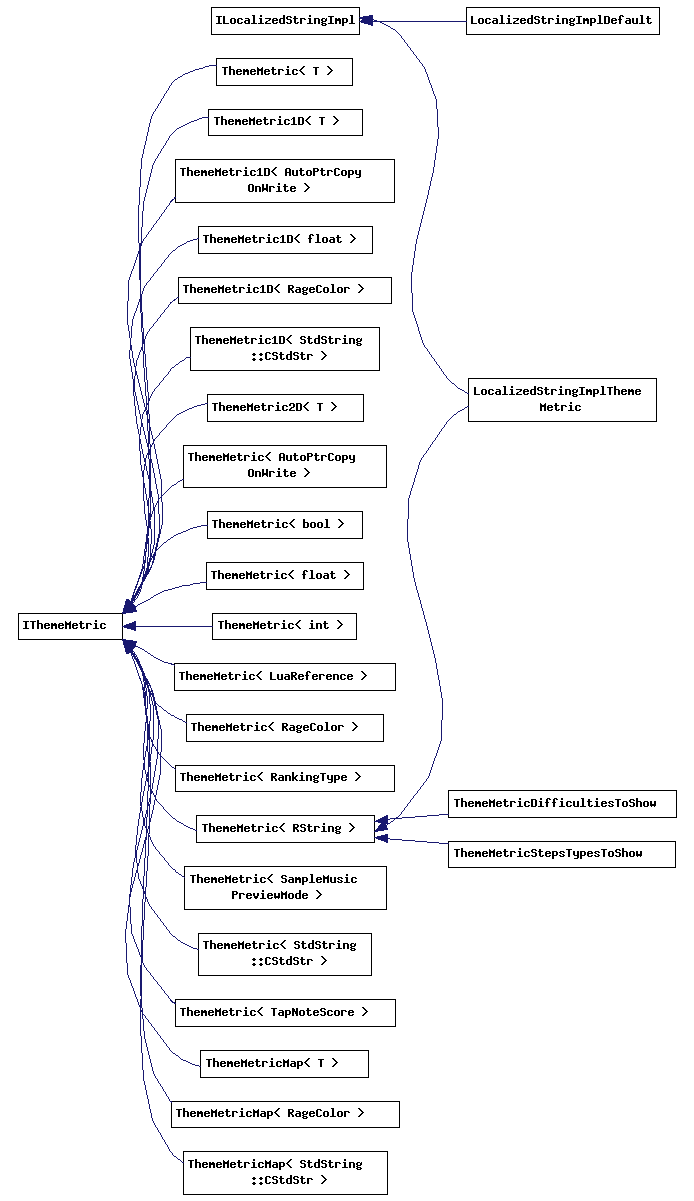 ILocalizedStringImpl
LocalizedStringImplDefault
ThemeMetric< T >
ThemeMetric1D< T >
ThemeMetric1D< AutoPtrCopy
OnWrite >
ThemeMetric1D< float >
ThemeMetric1D< RageColor >
ThemeMetric1D< StdString
::CStdStr >
LocalizedStringImplTheme
Metric
ThemeMetric2D< T >
ThemeMetric< AutoPtrCopy
OnWrite >
ThemeMetric< bool >
ThemeMetric< float >
IThemeMetric
ThemeMetric< int >
ThemeMetric< LuaReference >
ThemeMetric< RageColor >
ThemeMetric< RankingType >
ThemeMetricDifficultiesToShow
ThemeMetric< RString >
ThemeMetricStepsTypesToShow
ThemeMetric< SampleMusic
PreviewMode >
ThemeMetric< StdString
::CStdStr >
ThemeMetric< TapNoteScore >
ThemeMetricMap< T >
ThemeMetricMap< RageColor >
ThemeMetricMap< StdString
::CStdStr >